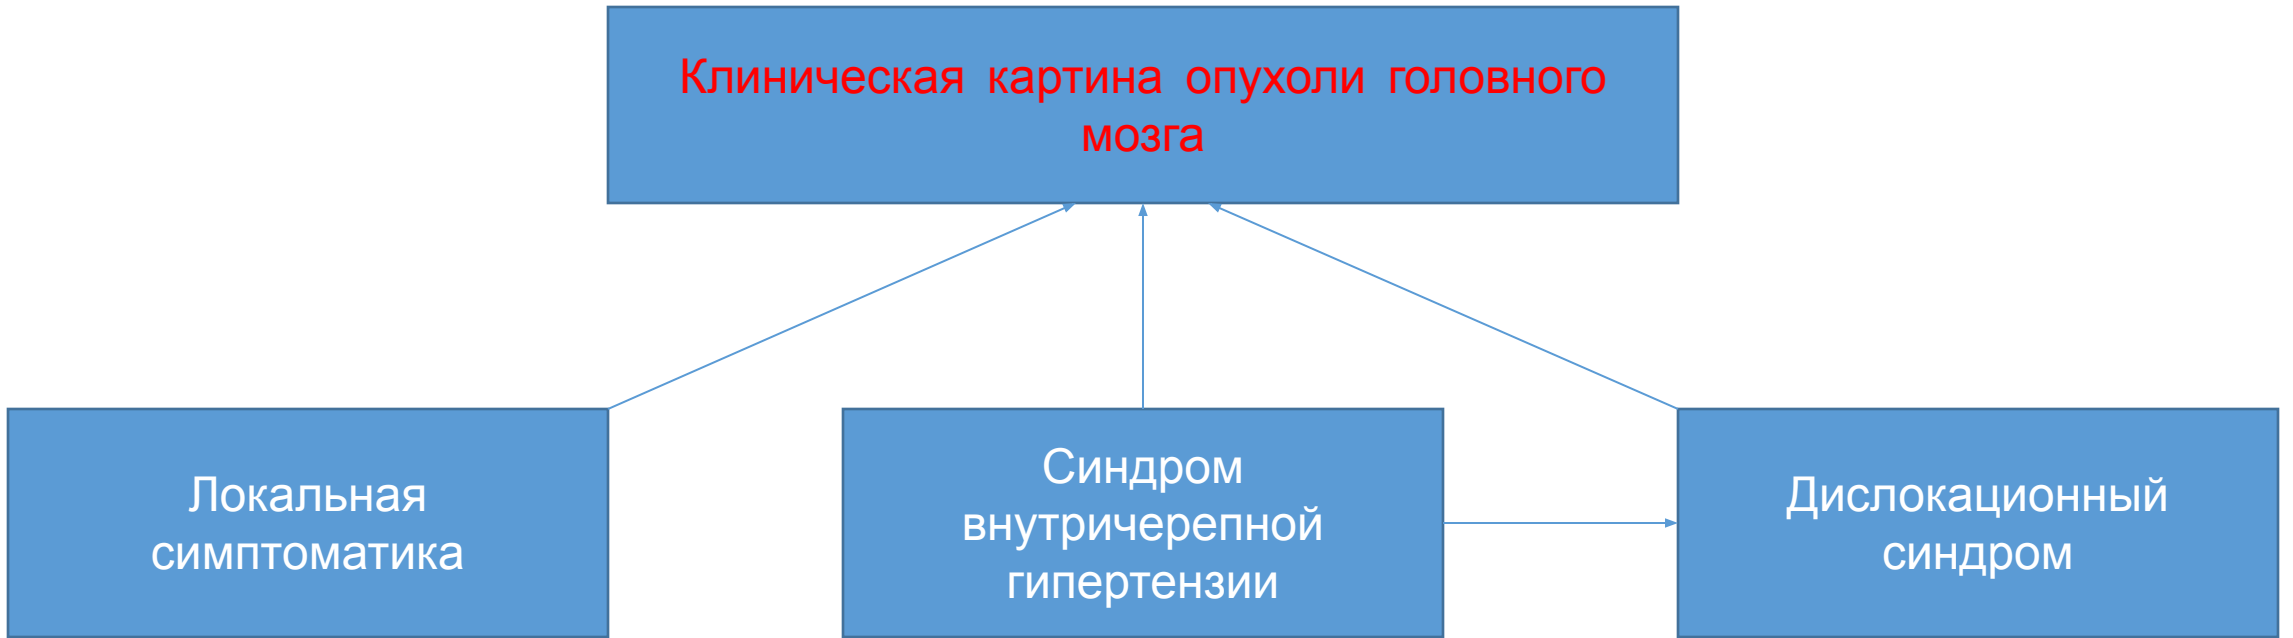 Клиническая картина опухоли головного
мозга
Локальная
симптоматика
Синдром
внутричерепной
гипертензии
Дислокационный
синдром